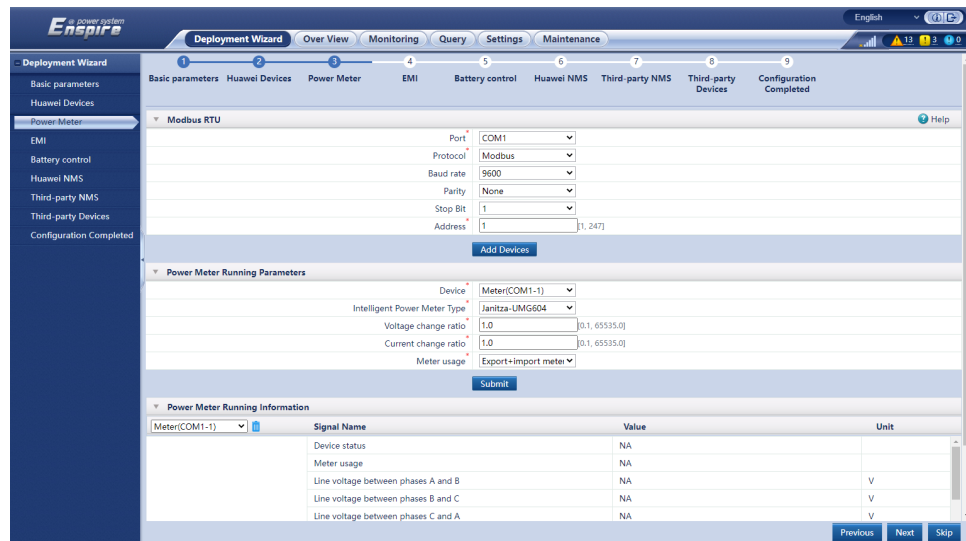 @ power system
Enspire
English
Deployment Wizard
Over View
Monitoring
Query
Settings
Maintenance
13
3
0
Deployment Wizard
Basic parameters
Huawei Devices
Power Meter
EMI
Battery control
Huawei NMS
Third-party NMS
Third-party Devices
Configuration Completed
1 2 3 4 5 6 7 8 9
Basic parameters Huawei Devices Power Meter EMI Battery control Huawei NMS Third-party NMS Third-party Devices Configuration Completed
Modbus RTU
Help
Port * COM1
Protocol * Modbus
Baud rate 9600
Parity None
Stop Bit 1
Address * 1 [1, 247]
Add Devices
Power Meter Running Parameters
Device * Meter(COM1-1)
Intelligent Power Meter Type * Janitza-UMG604
Voltage change ratio * 1.0 [0.1, 65535.0]
Current change ratio * 1.0 [0.1, 65535.0]
Meter usage * Export+import meter
Submit
Power Meter Running Information
Meter(COM1-1) Signal Name Value Unit
Device status NA
Meter usage NA
Line voltage between phases A and B NA V
Line voltage between phases B and C NA V
Line voltage between phases C and A NA V
Previous Next Skip